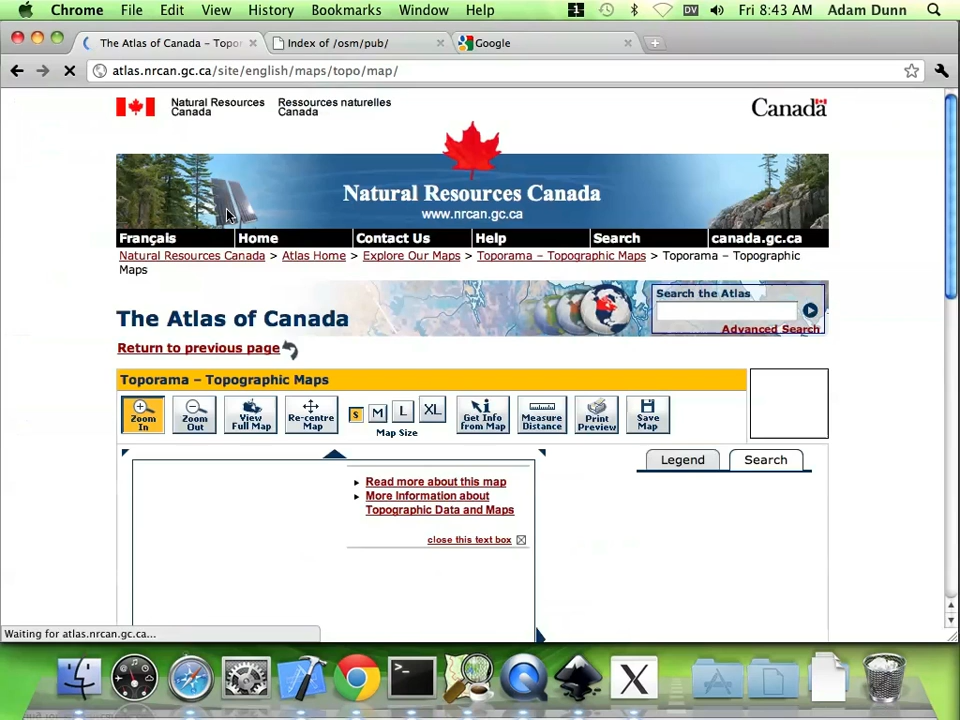 Chrome File Edit View History Bookmarks Window Help 1 DV Fri 8:43 AM Adam Dunn
The Atlas of Canada – Topor
Index of /osm/pub/
Google
atlas.nrcan.gc.ca/site/english/maps/topo/map/
Natural Resources Canada
Ressources naturelles Canada
Canada
Natural Resources Canada
www.nrcan.gc.ca
Français Home Contact Us Help Search canada.gc.ca
Natural Resources Canada > Atlas Home > Explore Our Maps > Toporama – Topographic Maps > Toporama – Topographic
Maps
Search the Atlas
The Atlas of Canada
Advanced Search
Return to previous page
Toporama – Topographic Maps
Zoom In
Zoom Out
View Full Map
Re-centre Map
S M L XL
Map Size
Get Info from Map
Measure Distance
Print Preview
Save Map
Legend Search
Read more about this map
More information about
Topographic Data and Maps
close this text box
Waiting for atlas.nrcan.gc.ca...
X